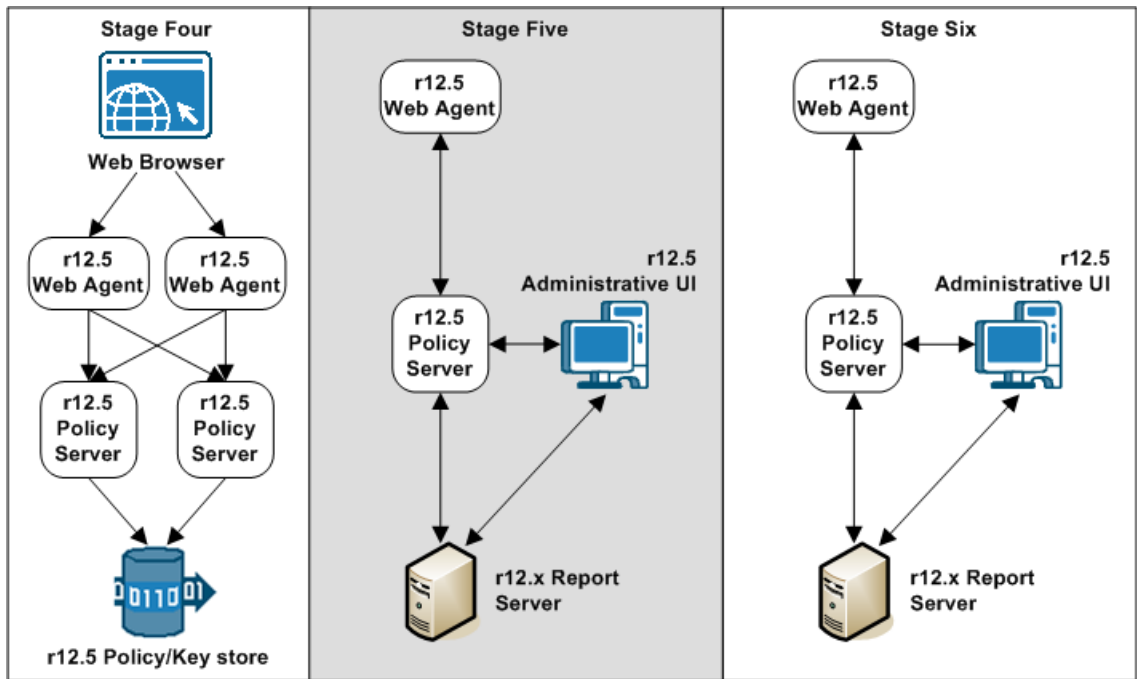 Stage Four
Web Browser
r12.5
Web Agent
r12.5
Web Agent
r12.5
Policy
Server
r12.5
Policy
Server
0110 01
r12.5 Policy/Key store
Stage Five
r12.5
Web Agent
r12.5
Administrative UI
r12.5
Policy
Server
r12.x Report
Server
Stage Six
r12.5
Web Agent
r12.5
Administrative UI
r12.5
Policy
Server
r12.x Report
Server